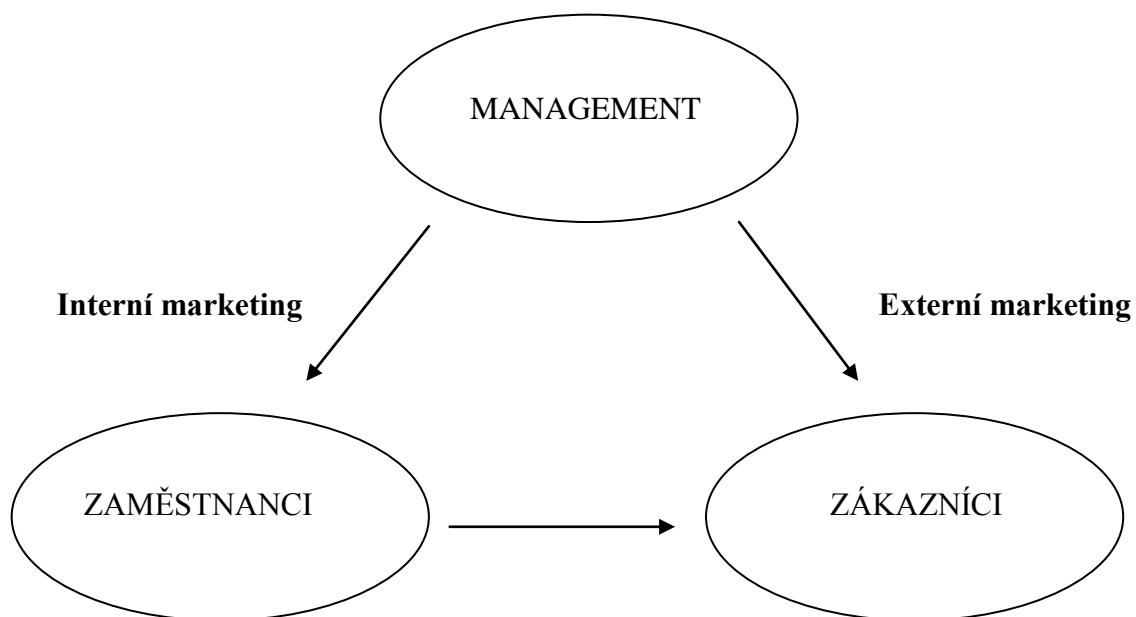 MANAGEMENT
Interní marketing
Externí marketing
ZAMĚSTNANCI
ZÁKAZNÍCI